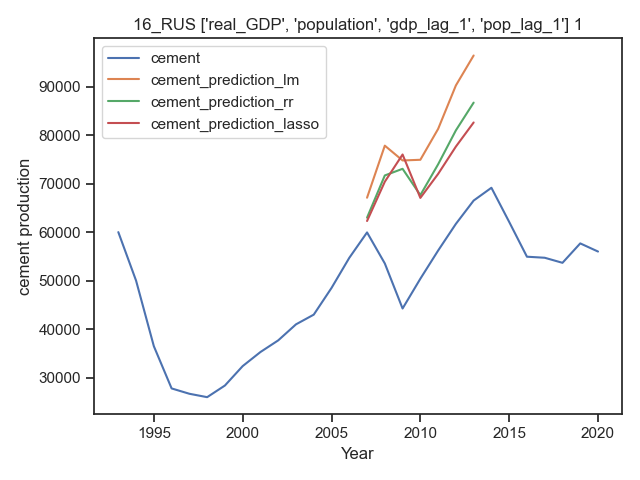 16_RUS ['real_GDP', 'population', 'gdp_lag_1', 'pop_lag_1'] 1
cement
cement_prediction_lm
cement_prediction_rr
cement_prediction_lasso
90000
80000
70000
60000
50000
40000
30000
cement production
1995 2000 2005 2010 2015 2020
Year